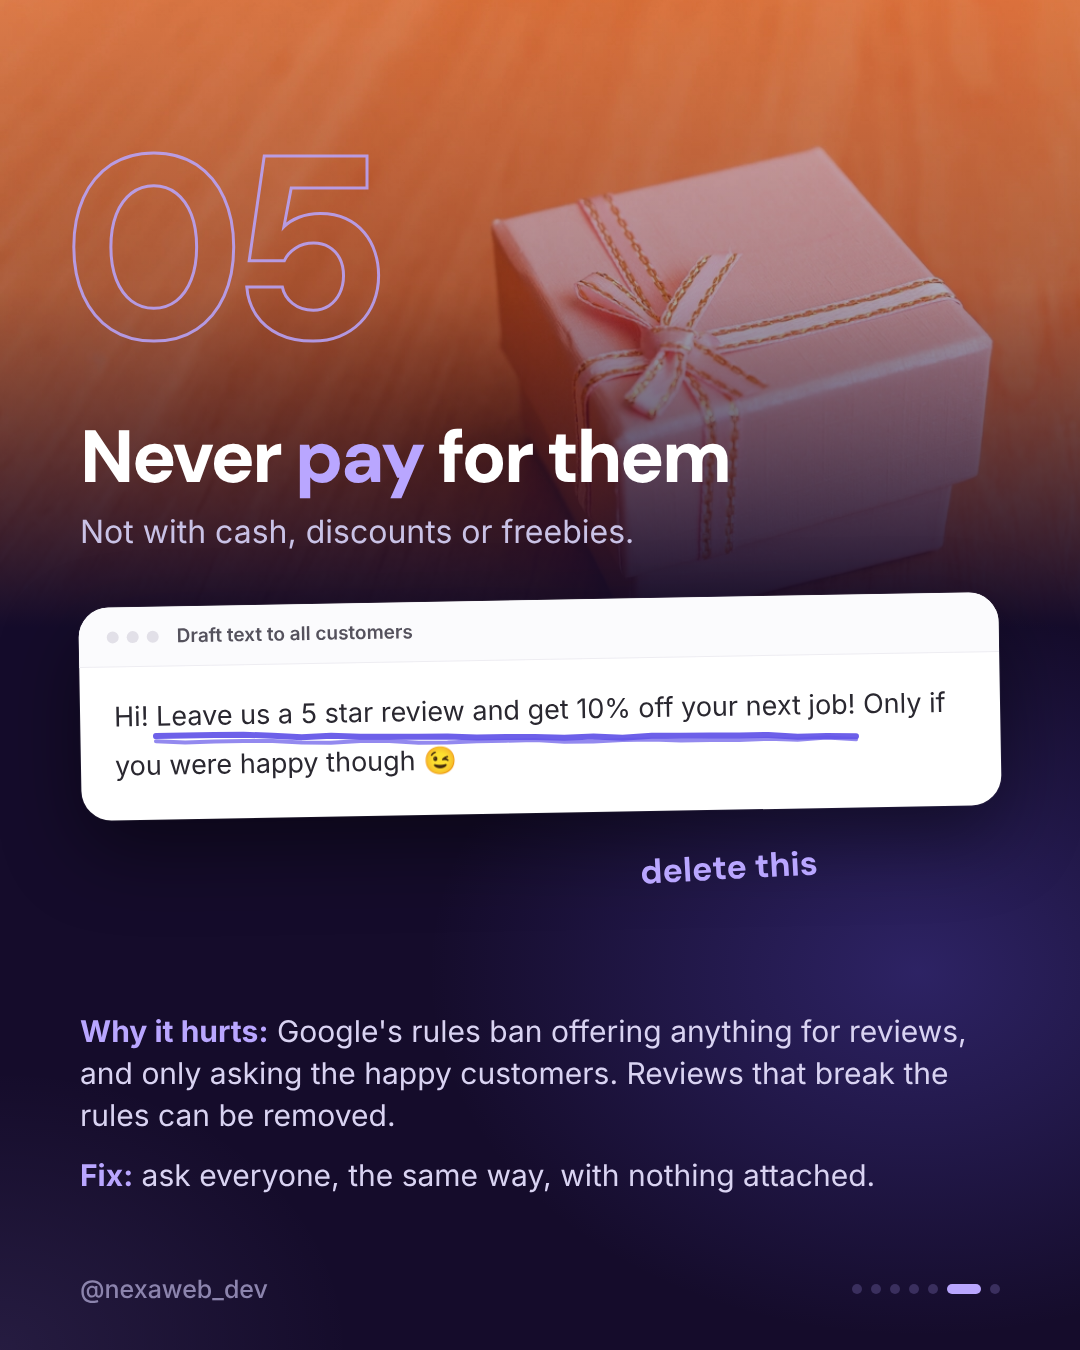 05
Never pay for them
Not with cash, discounts or freebies.
Draft text to all customers
Hi! Leave us a 5 star review and get 10% off your next job! Only if
you were happy though 😉
delete this
Why it hurts: Google's rules ban offering anything for reviews,
and only asking the happy customers. Reviews that break the
rules can be removed.
Fix: ask everyone, the same way, with nothing attached.
@nexaweb_dev